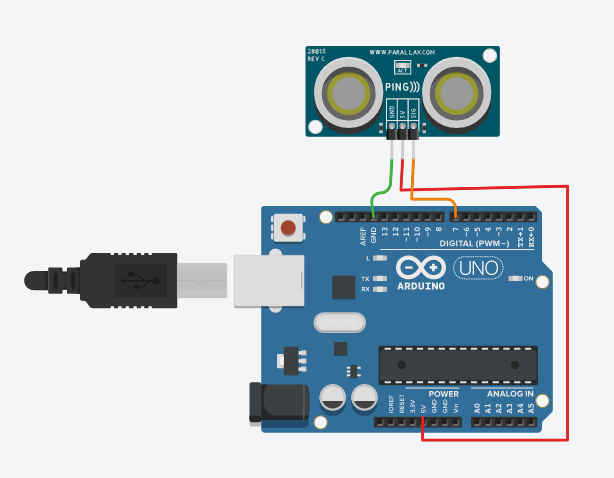 28015
REV C
WWW.PARALLAX.COM
ACT
PING)))
GND
5V
SIG
AREF
GND
13
12
~11
~10
~9
8
7
~6
~5
4
~3
2
TX→1
RX←0
DIGITAL (PWM~)
L
TX
RX
UNO
ON
ARDUINO
POWER
ANALOG IN
IOREF
RESET
3.3V
5V
GND
GND
Vin
A0
A1
A2
A3
A4
A5